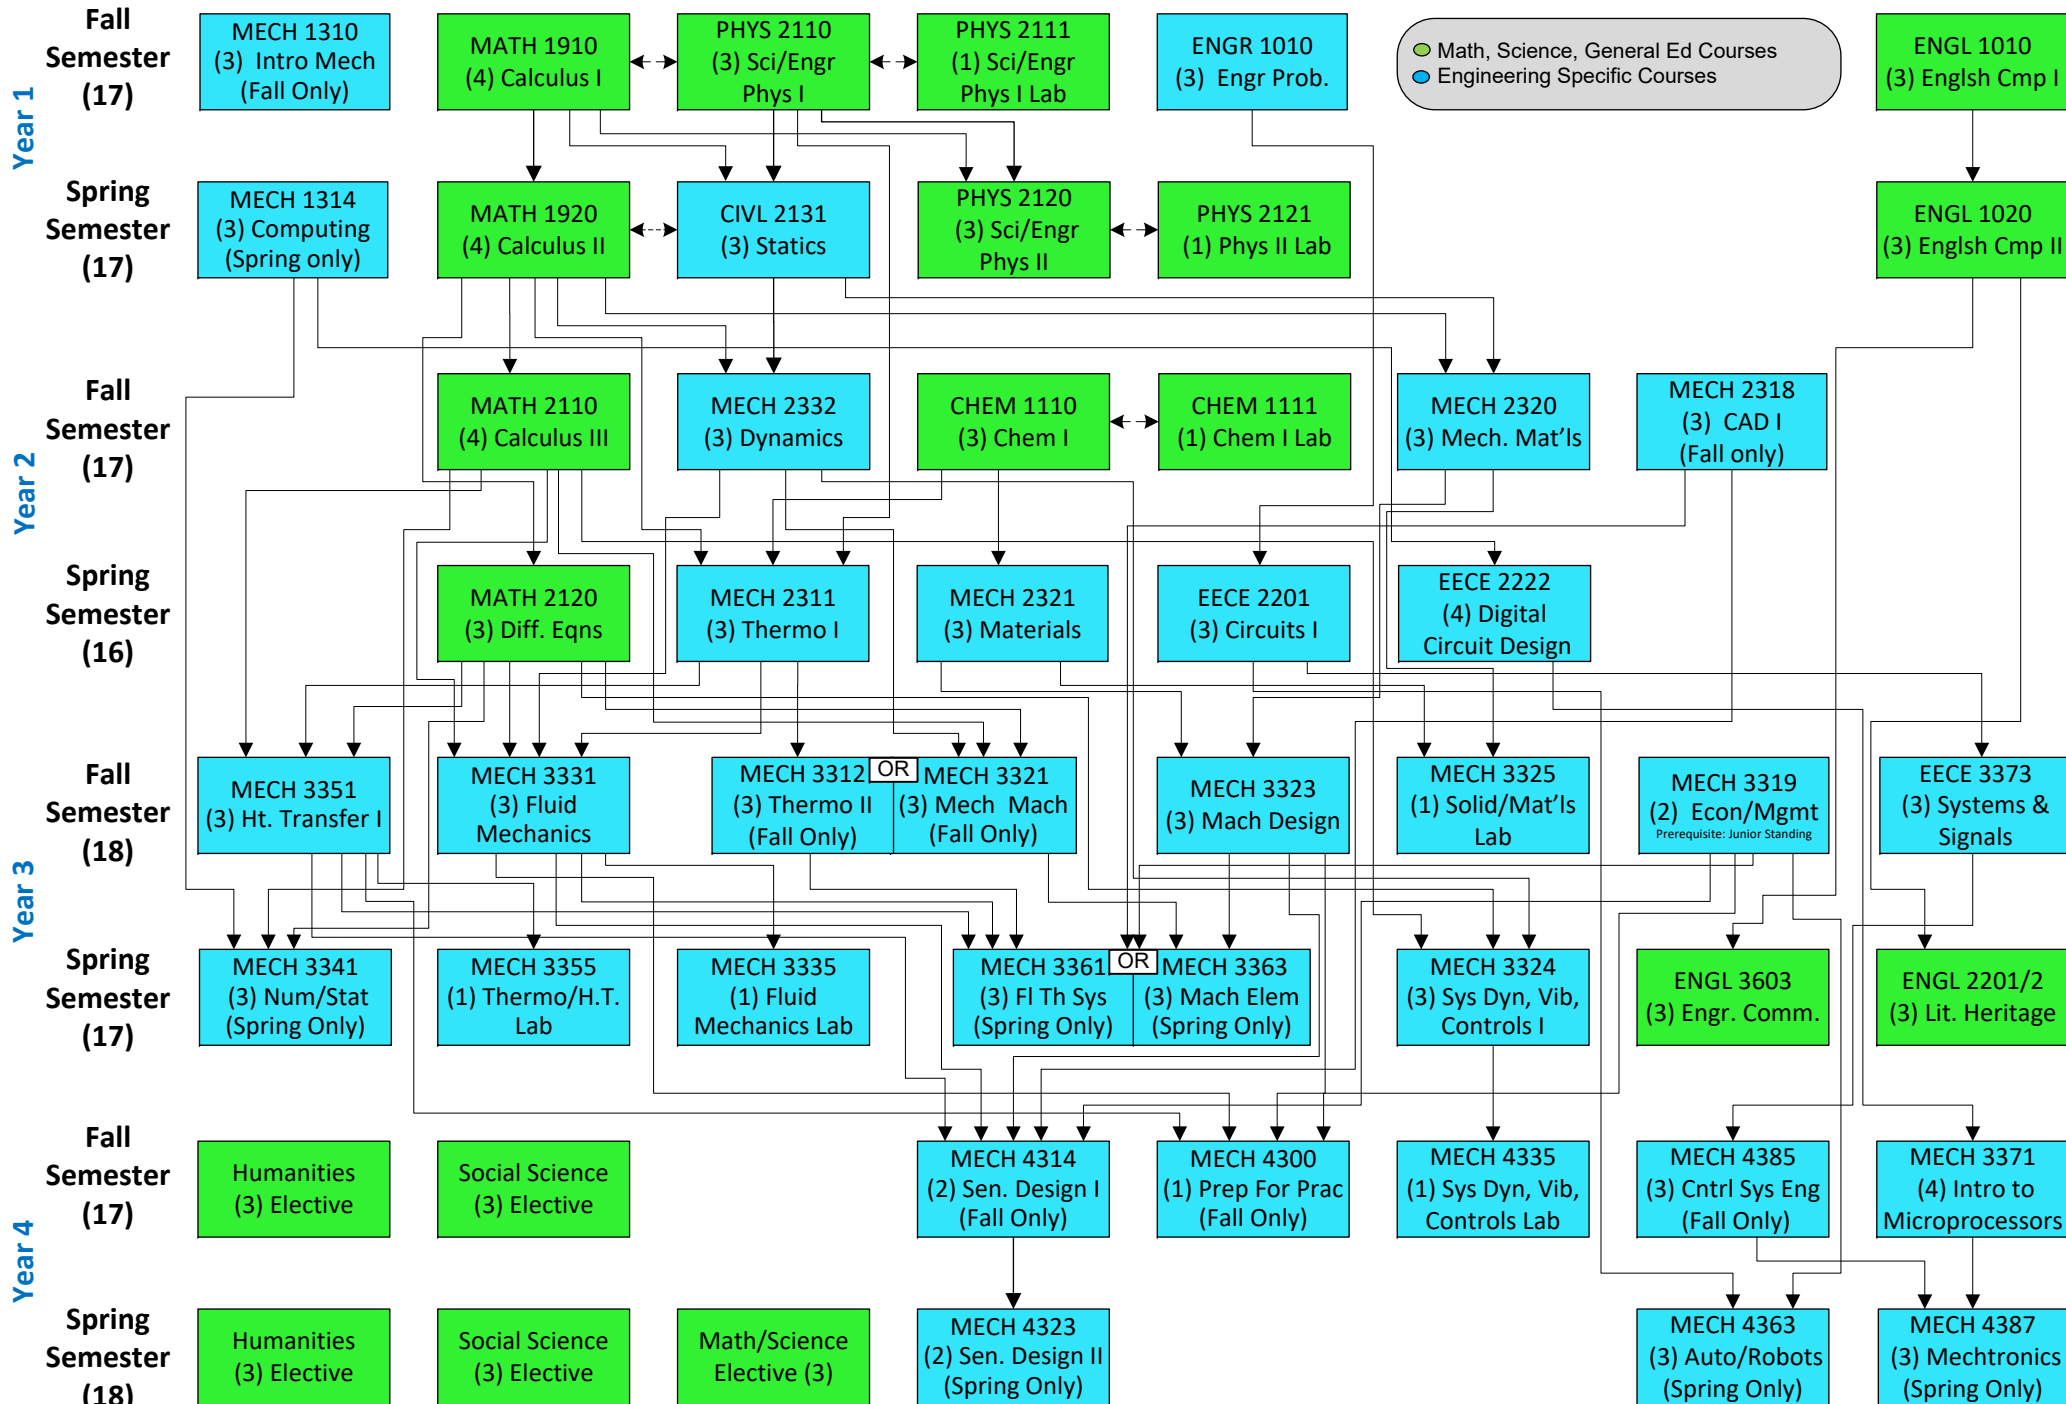 Year 1
Fall
Semester
(17)
MECH 1310
(3) Intro Mech
(Fall Only)
MATH 1910
(4) Calculus I
PHYS 2110
(3) Sci/Engr
Phys I
PHYS 2111
(1) Sci/Engr
Phys I Lab
ENGR 1010
(3) Engr Prob.
Math, Science, General Ed Courses
Engineering Specific Courses
ENGL 1010
(3) Englsh Cmp I
Spring
Semester
(17)
MECH 1314
(3) Computing
(Spring only)
MATH 1920
(4) Calculus II
CIVL 2131
(3) Statics
PHYS 2120
(3) Sci/Engr
Phys II
PHYS 2121
(1) Phys II Lab
ENGL 1020
(3) Englsh Cmp II
Year 2
Fall
Semester
(17)
MATH 2110
(4) Calculus III
MECH 2332
(3) Dynamics
CHEM 1110
(3) Chem I
CHEM 1111
(1) Chem I Lab
MECH 2320
(3) Mech. Mat'ls
MECH 2318
(3) CAD I
(Fall only)
Spring
Semester
(16)
MATH 2120
(3) Diff. Eqns
MECH 2311
(3) Thermo I
MECH 2321
(3) Materials
EECE 2201
(3) Circuits I
EECE 2222
(4) Digital
Circuit Design
Year 3
Fall
Semester
(18)
MECH 3351
(3) Ht. Transfer I
MECH 3331
(3) Fluid
Mechanics
MECH 3312
(3) Thermo II
(Fall Only)
OR
MECH 3321
(3) Mech Mach
(Fall Only)
MECH 3323
(3) Mach Design
MECH 3325
(1) Solid/Mat'ls
Lab
MECH 3319
(2) Econ/Mgmt
Prerequisite: Junior Standing
EECE 3373
(3) Systems &
Signals
Spring
Semester
(17)
MECH 3341
(3) Num/Stat
(Spring Only)
MECH 3355
(1) Thermo/H.T.
Lab
MECH 3335
(1) Fluid
Mechanics Lab
MECH 3361
(3) Fl Th Sys
(Spring Only)
OR
MECH 3363
(3) Mach Elem
(Spring Only)
MECH 3324
(3) Sys Dyn, Vib,
Controls I
ENGL 3603
(3) Engr. Comm.
ENGL 2201/2
(3) Lit. Heritage
Year 4
Fall
Semester
(17)
Humanities
(3) Elective
Social Science
(3) Elective
MECH 4314
(2) Sen. Design I
(Fall Only)
MECH 4300
(1) Prep For Prac
(Fall Only)
MECH 4335
(1) Sys Dyn, Vib,
Controls Lab
MECH 4385
(3) Cntrl Sys Eng
(Fall Only)
MECH 3371
(4) Intro to
Microprocessors
Spring
Semester
(18)
Humanities
(3) Elective
Social Science
(3) Elective
Math/Science
Elective (3)
MECH 4323
(2) Sen. Design II
(Spring Only)
MECH 4363
(3) Auto/Robots
(Spring Only)
MECH 4387
(3) Mechtronics
(Spring Only)